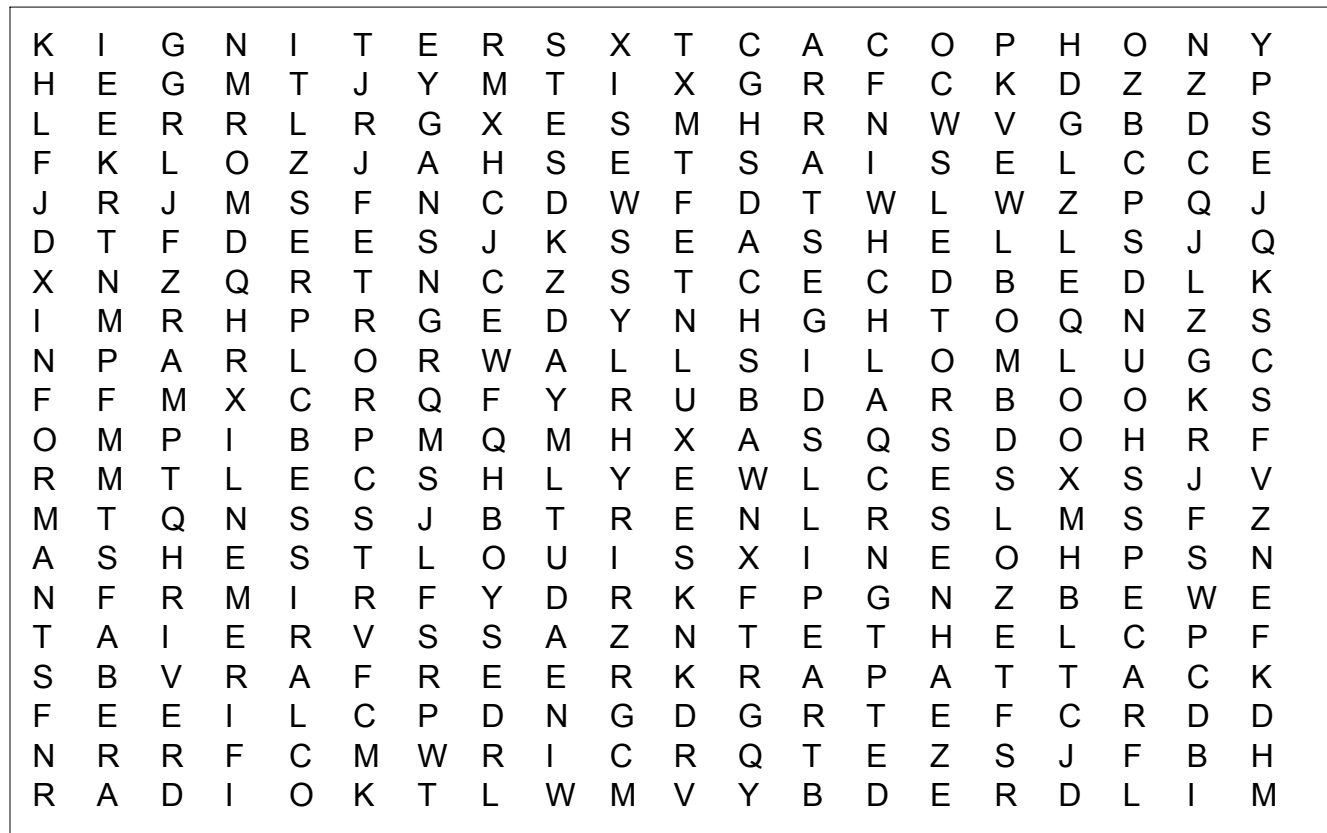 K I G N I T E R S X T C A C O P H O N Y
H E G M T J Y M T I X G R F C K D Z Z P
L E R R L R G X E S M H R N W V G B D S
F K L O Z J A H S E T S A I S E L C C E
J R J M S F N C D W F D T W L W Z P Q J
D T F D E E S J K S E A S H E L L S J Q
X N Z Q R T N C Z S T C E C D B E D L K
I M R H P R G E D Y N H G H T O Q N Z S
N P A R L O R W A L L S I L O M L U G C
F F M X C R Q F Y R U B D A R B O O K S
O M P I B P M Q M H X A S Q S D O H R F
R M T L E C S H L Y E W L C E S X S J V
M T Q N S S J B T R E N L R S L M S F Z
A S H E S T L O U I S X I N E O H P S N
N F R M I R F Y D R K F P G N Z B E W E
T A I E R V S S A Z N T E T H E L C P F
S B V R A F R E E R K R A P A T T A C K
F E E I L C P D N G D G R T E F C R D D
N R R F C M W R I C R Q T E Z S J F B H
R A D I O K T L W M V Y B D E R D L I M